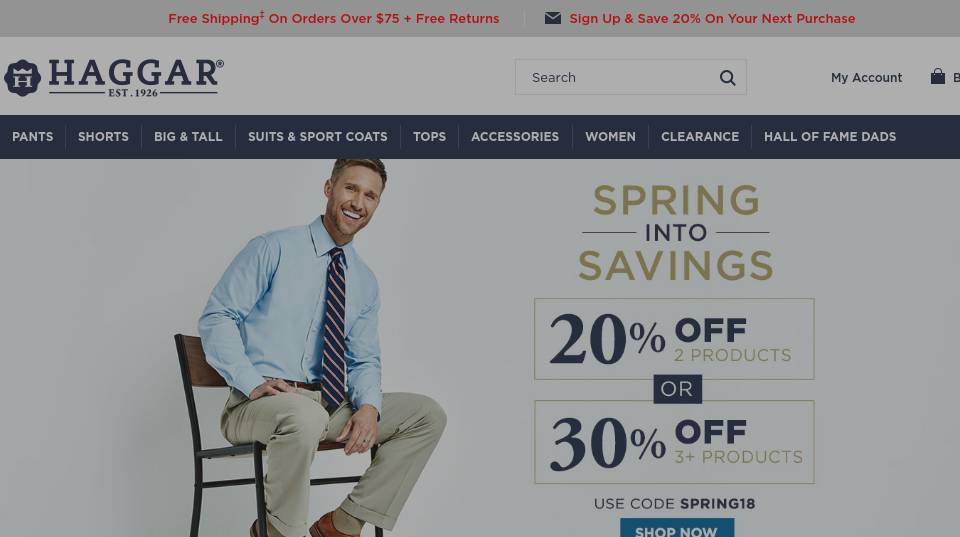 Free Shipping‡ On Orders Over $75 + Free Returns
Sign Up & Save 20% On Your Next Purchase
H HAGGAR®
EST. 1926
Search
My Account
B
PANTS SHORTS BIG & TALL SUITS & SPORT COATS TOPS ACCESSORIES WOMEN CLEARANCE HALL OF FAME DADS
SPRING
INTO
SAVINGS
20% OFF
2 PRODUCTS
OR
30% OFF
3+ PRODUCTS
USE CODE SPRING18
SHOP NOW